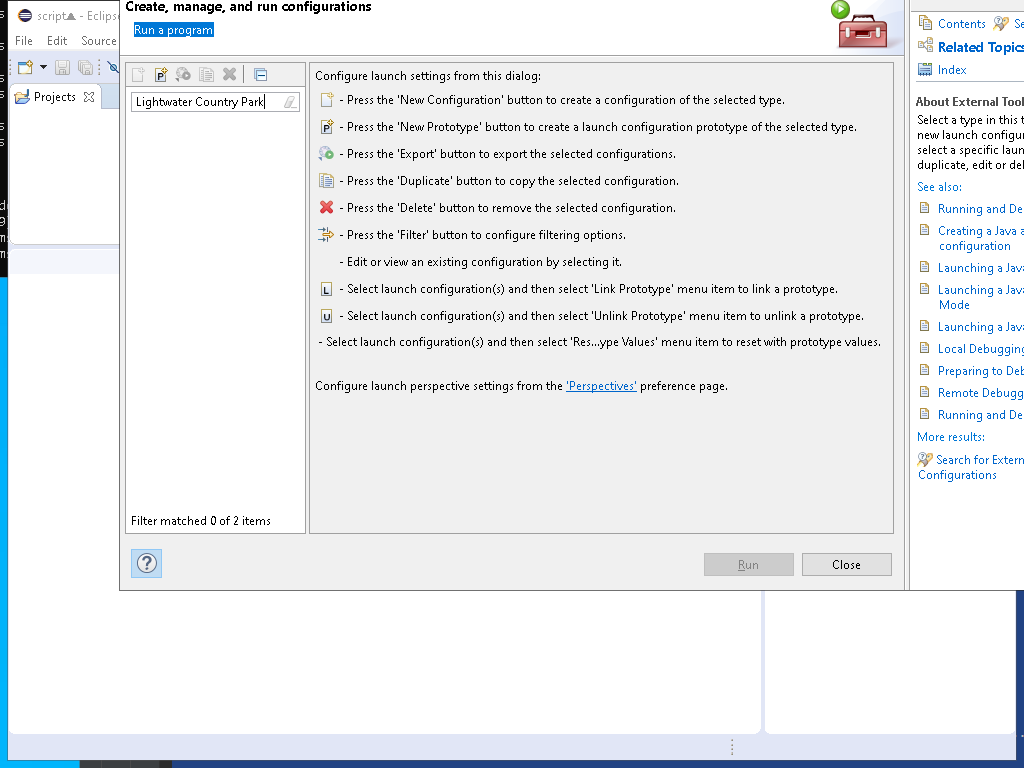 script - Eclips
File Edit Source
Projects
Create, manage, and run configurations
Run a program
Lightwater Country Park
Filter matched 0 of 2 items
Configure launch settings from this dialog:
- Press the 'New Configuration' button to create a configuration of the selected type.
- Press the 'New Prototype' button to create a launch configuration prototype of the selected type.
- Press the 'Export' button to export the selected configurations.
- Press the 'Duplicate' button to copy the selected configuration.
- Press the 'Delete' button to remove the selected configuration.
- Press the 'Filter' button to configure filtering options.
- Edit or view an existing configuration by selecting it.
- Select launch configuration(s) and then select 'Link Prototype' menu item to link a prototype.
- Select launch configuration(s) and then select 'Unlink Prototype' menu item to unlink a prototype.
- Select launch configuration(s) and then select 'Res...ype Values' menu item to reset with prototype values.
Configure launch perspective settings from the 'Perspectives' preference page.
Run
Close
Contents Se
Related Topics
Index
About External Tool
Select a type in this t
new launch configur
select a specific laun
duplicate, edit or del
See also:
Running and De
Creating a Java a
configuration
Launching a Java
Launching a Java
Mode
Launching a Java
Local Debugging
Preparing to Deb
Remote Debugg
Running and De
More results:
Search for Extern
Configurations